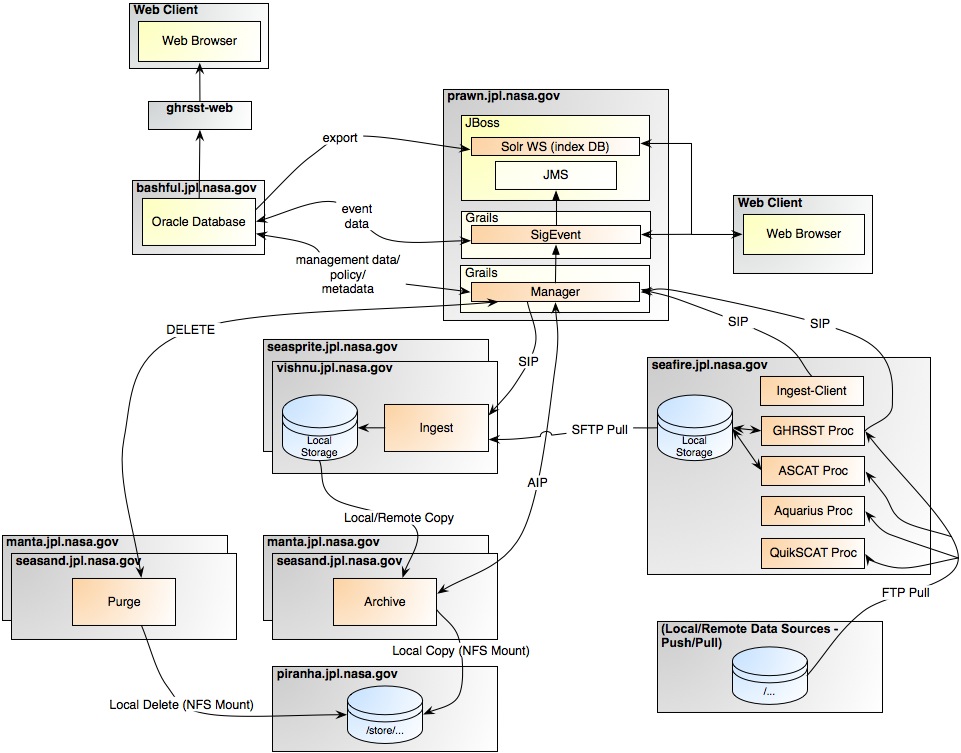 Web Client
Web Browser
ghrsst-web
bashful.jpl.nasa.gov
Oracle Database
export
event
data
management data/
policy/
metadata
prawn.jpl.nasa.gov
JBoss
Solr WS (index DB)
JMS
Grails
SigEvent
Grails
Manager
Web Client
Web Browser
DELETE
SIP
SIP
SIP
seasprite.jpl.nasa.gov
vishnu.jpl.nasa.gov
Local
Storage
Ingest
SFTP Pull
seafire.jpl.nasa.gov
Local
Storage
Ingest-Client
GHRSST Proc
ASCAT Proc
Aquarius Proc
QuikSCAT Proc
AIP
Local/Remote Copy
manta.jpl.nasa.gov
seasand.jpl.nasa.gov
Purge
manta.jpl.nasa.gov
seasand.jpl.nasa.gov
Archive
FTP Pull
(Local/Remote Data Sources -
Push/Pull)
/...
Local Copy (NFS Mount)
piranha.jpl.nasa.gov
Local Delete (NFS Mount)
/store/...